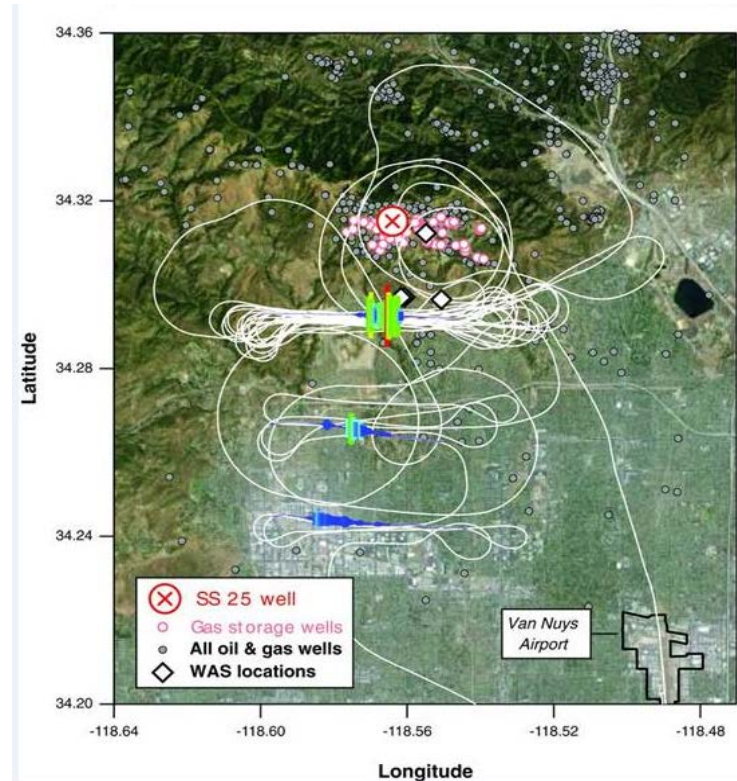 34.36
34.32
34.28
34.24
34.20
Latitude
SS 25 well
Gas storage wells
All oil & gas wells
WAS locations
Van Nuys
Airport
-118.64
-118.60
-118.56
-118.52
-118.48
Longitude